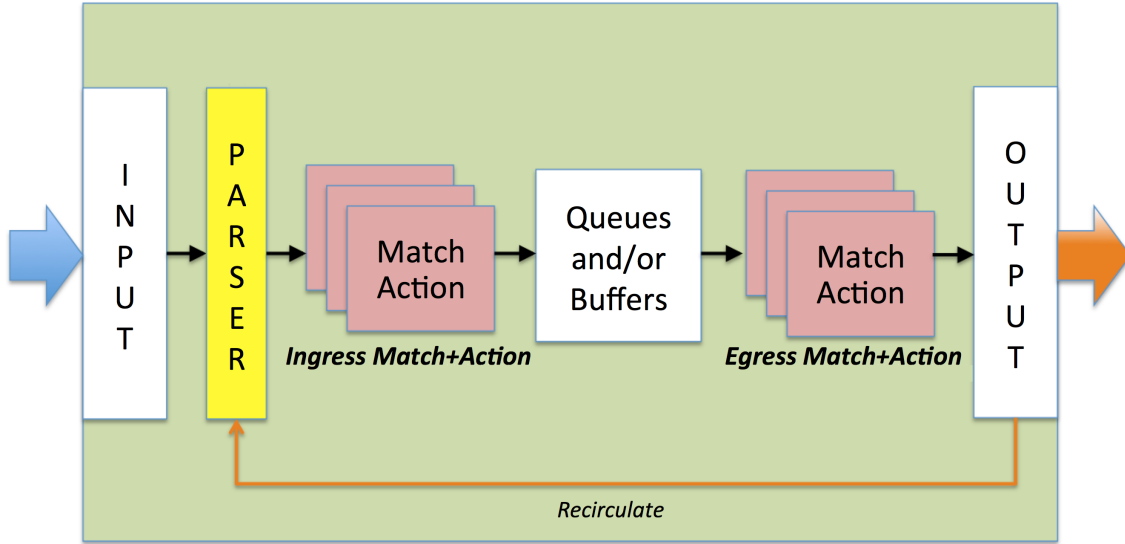 INPUT
PARSER
Match
Action
Ingress Match+Action
Queues
and/or
Buffers
Match
Action
Egress Match+Action
OUTPUT
Recirculate